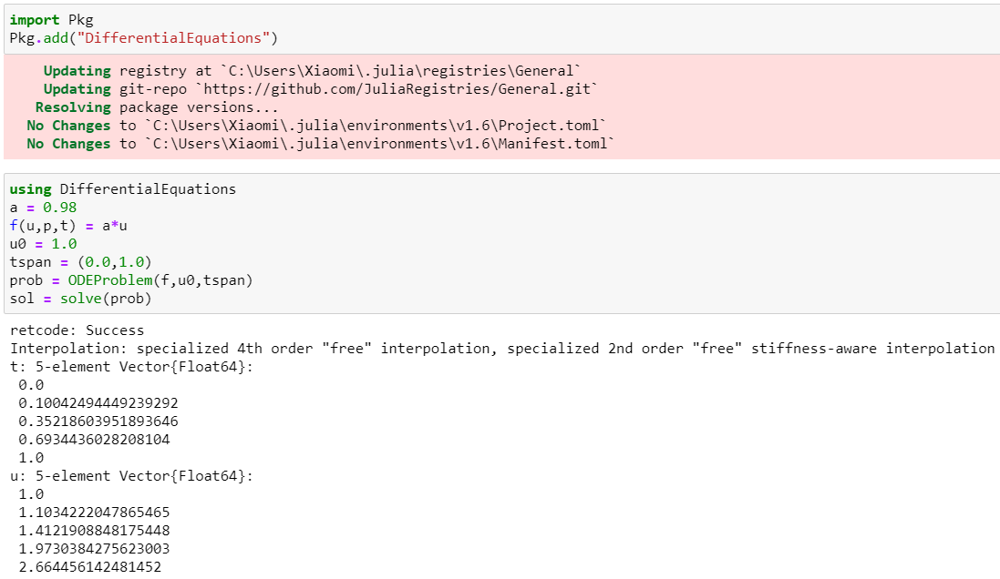 import Pkg
Pkg.add("DifferentialEquations")
Updating registry at `C:\Users\Xiaomi\.julia\registries\General`
Updating git-repo `https://github.com/JuliaRegistries/General.git`
Resolving package versions...
No Changes to `C:\Users\Xiaomi\.julia\environments\v1.6\Project.toml`
No Changes to `C:\Users\Xiaomi\.julia\environments\v1.6\Manifest.toml`
using DifferentialEquations
a = 0.98
f(u,p,t) = a*u
u0 = 1.0
tspan = (0.0,1.0)
prob = ODEProblem(f,u0,tspan)
sol = solve(prob)
retcode: Success
Interpolation: specialized 4th order "free" interpolation, specialized 2nd order "free" stiffness-aware interpolation
t: 5-element Vector{Float64}:
0.0
0.10042494449239292
0.35218603951893646
0.6934436028208104
1.0
u: 5-element Vector{Float64}:
1.0
1.1034222047865465
1.4121908848175448
1.9730384275623003
2.664456142481452